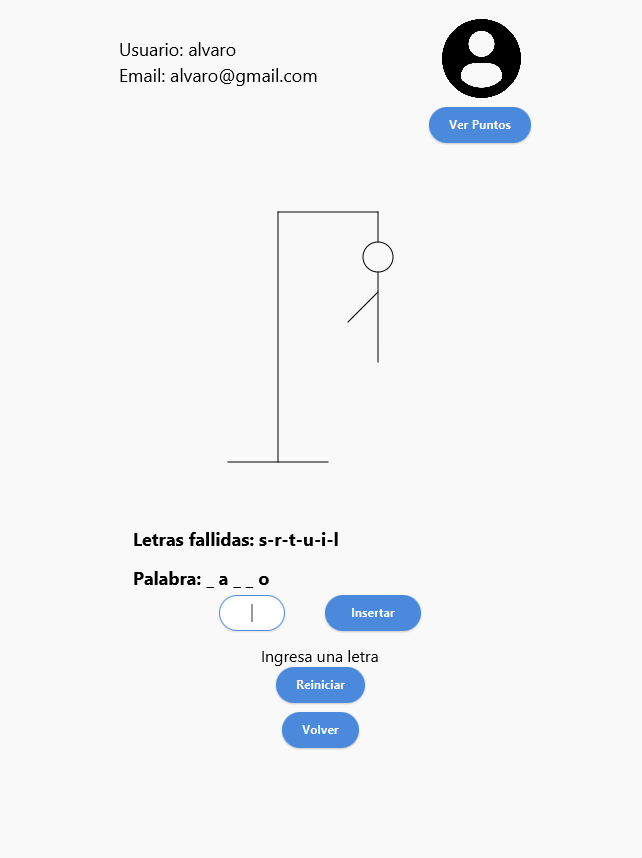 Usuario: alvaro
Email: alvaro@gmail.com
Ver Puntos
Letras fallidas: s-r-t-u-i-l
Palabra: _ a _ _ o
Insertar
Ingresa una letra
Reiniciar
Volver